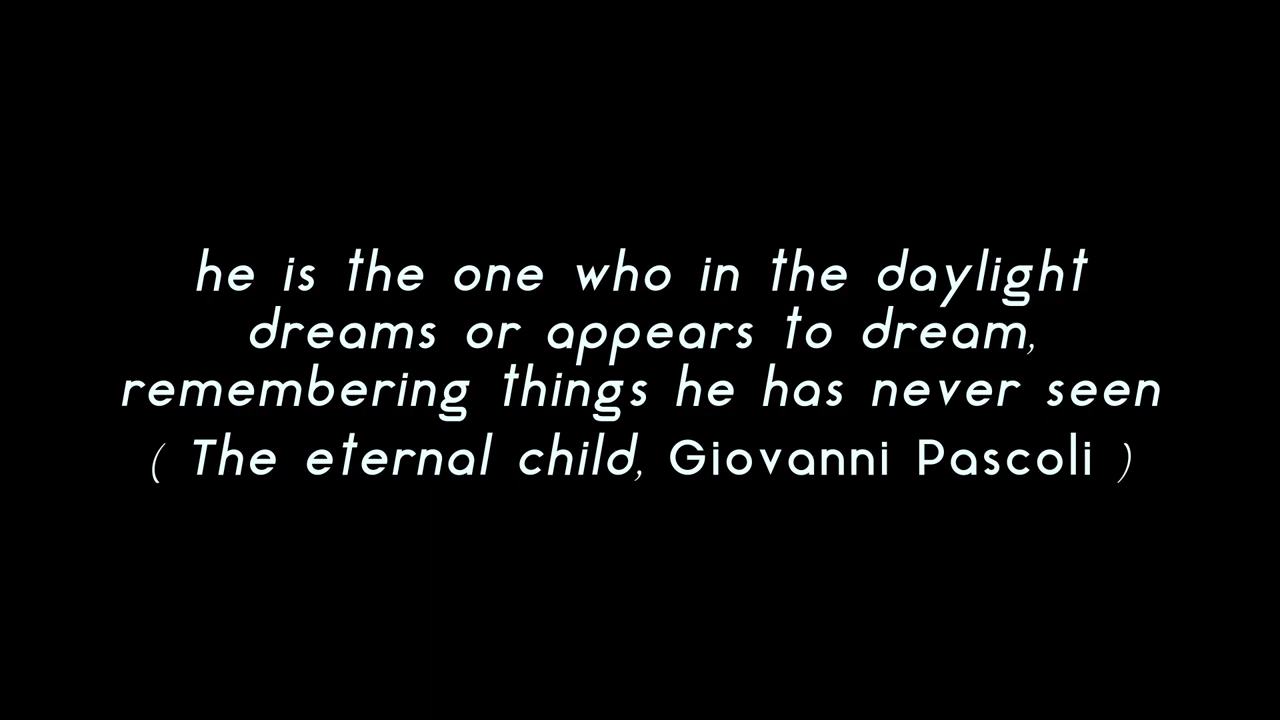 he is the one who in the daylight
dreams or appears to dream,
remembering things he has never seen
( The eternal child, Giovanni Pascoli )